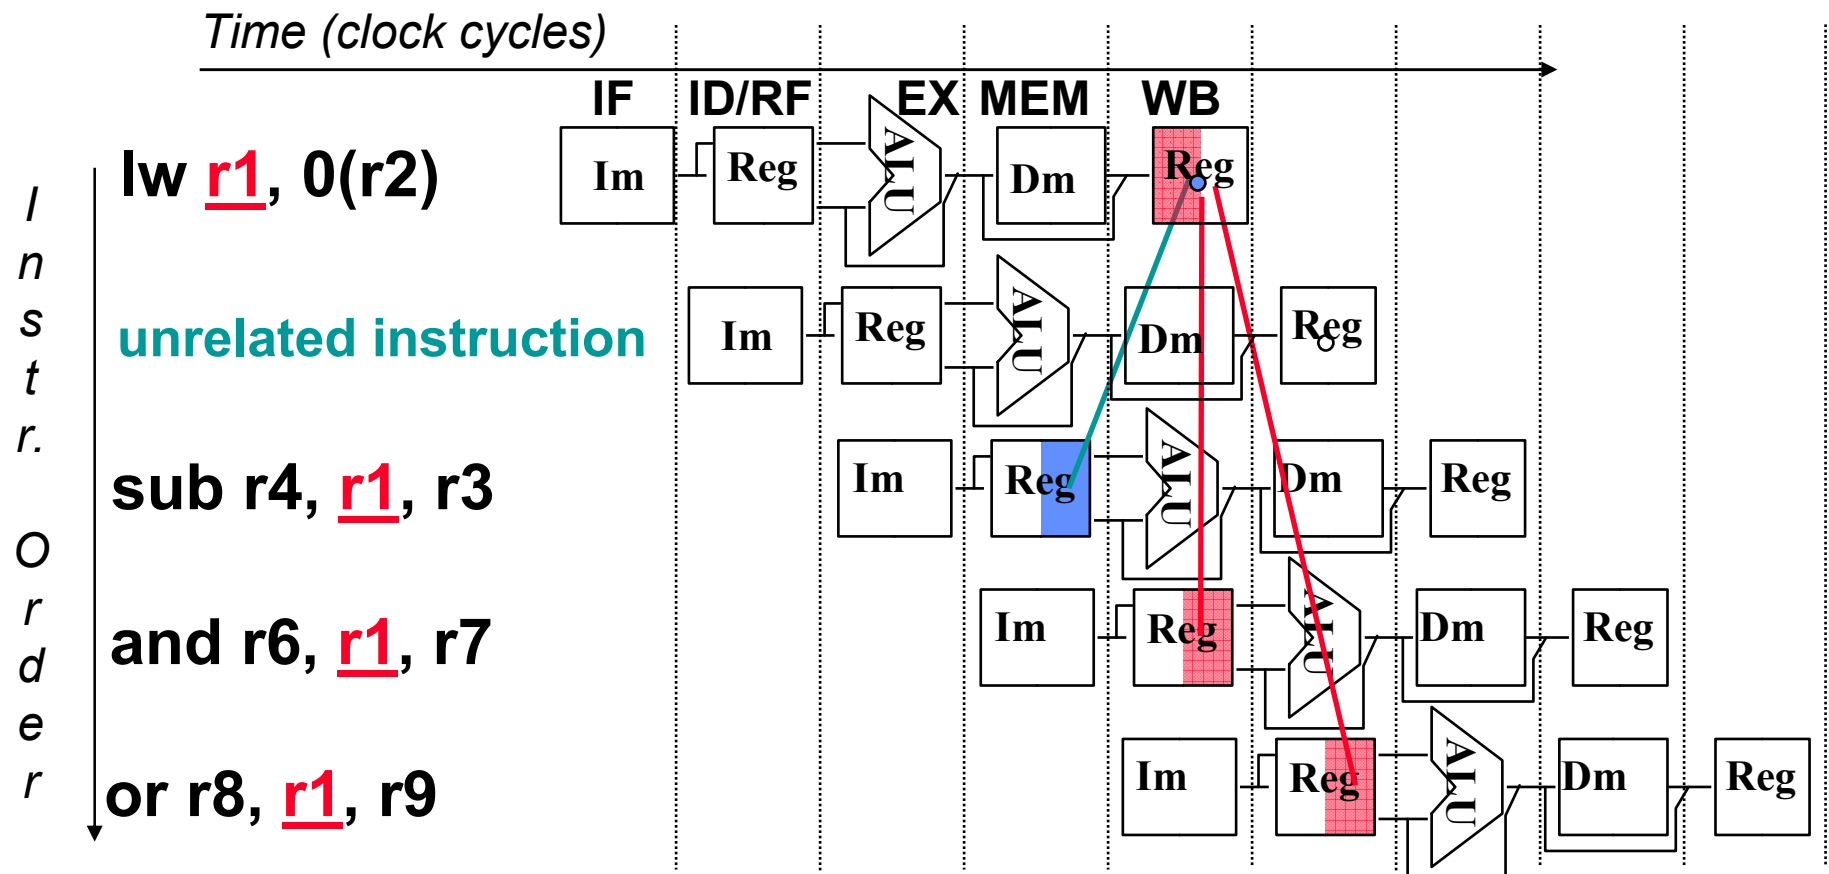 Time (clock cycles)
IF ID/RF EX MEM WB
lw r1, 0(r2) Im Reg ALU Dm Reg
unrelated instruction Im Reg ALU Dm Reg
sub r4, r1, r3 Im Reg ALU Dm Reg
and r6, r1, r7 Im Reg ALU Dm Reg
or r8, r1, r9 Im Reg ALU Dm Reg
Instr. Order